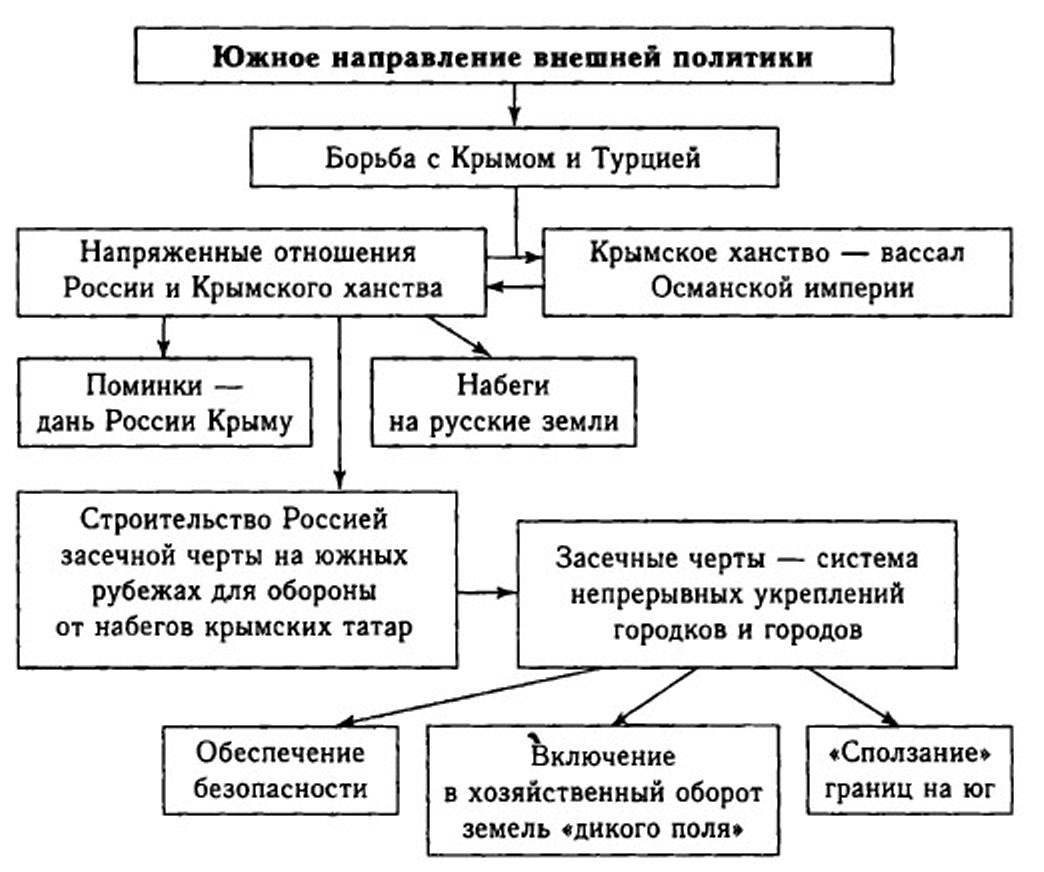 Южное направление внешней политики
Борьба с Крымом и Турцией
Напряженные отношения
России и Крымского ханства
Крымское ханство — вассал
Османской империи
Поминки —
дань России Крыму
Набеги
на русские земли
Строительство Россией
засечной черты на южных
рубежах для обороны
от набегов крымских татар
Засечные черты — система
непрерывных укреплений
городков и городов
Обеспечение
безопасности
Включение
в хозяйственный оборот
земель «дикого поля»
«Сползание»
границ на юг